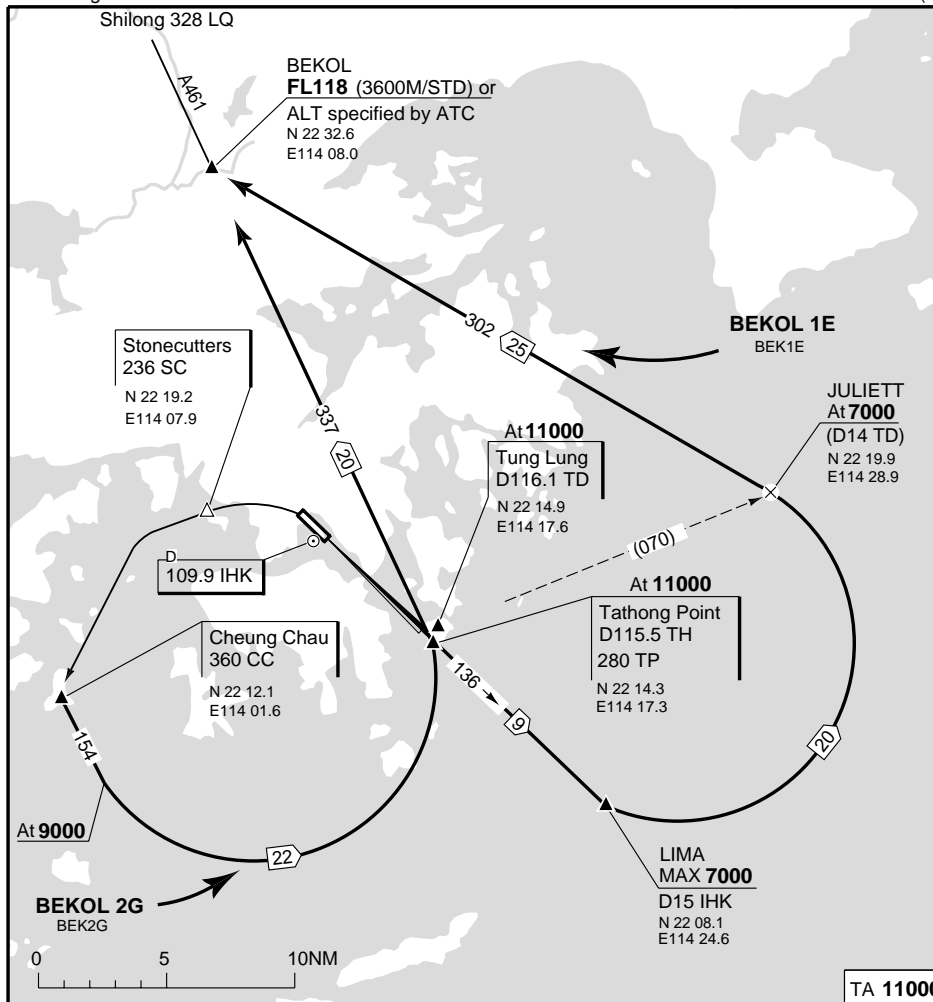 Shilong 328 LQ
A461
BEKOL
FL118 (3600M/STD) or
ALT specified by ATC
N 22 32.6
E114 08.0
302
25
BEKOL 1E
BEK1E
Stonecutters
236 SC
N 22 19.2
E114 07.9
337
20
At 11000
Tung Lung
D116.1 TD
N 22 14.9
E114 17.6
JULIETT
At 7000
(D14 TD)
N 22 19.9
E114 28.9
(070)
D
109.9 IHK
At 11000
Tathong Point
D115.5 TH
280 TP
N 22 14.3
E114 17.3
Cheung Chau
360 CC
N 22 12.1
E114 01.6
136
9
20
154
At 9000
22
LIMA
MAX 7000
D15 IHK
N 22 08.1
E114 24.6
BEKOL 2G
BEK2G
0 5 10NM
TA 11000